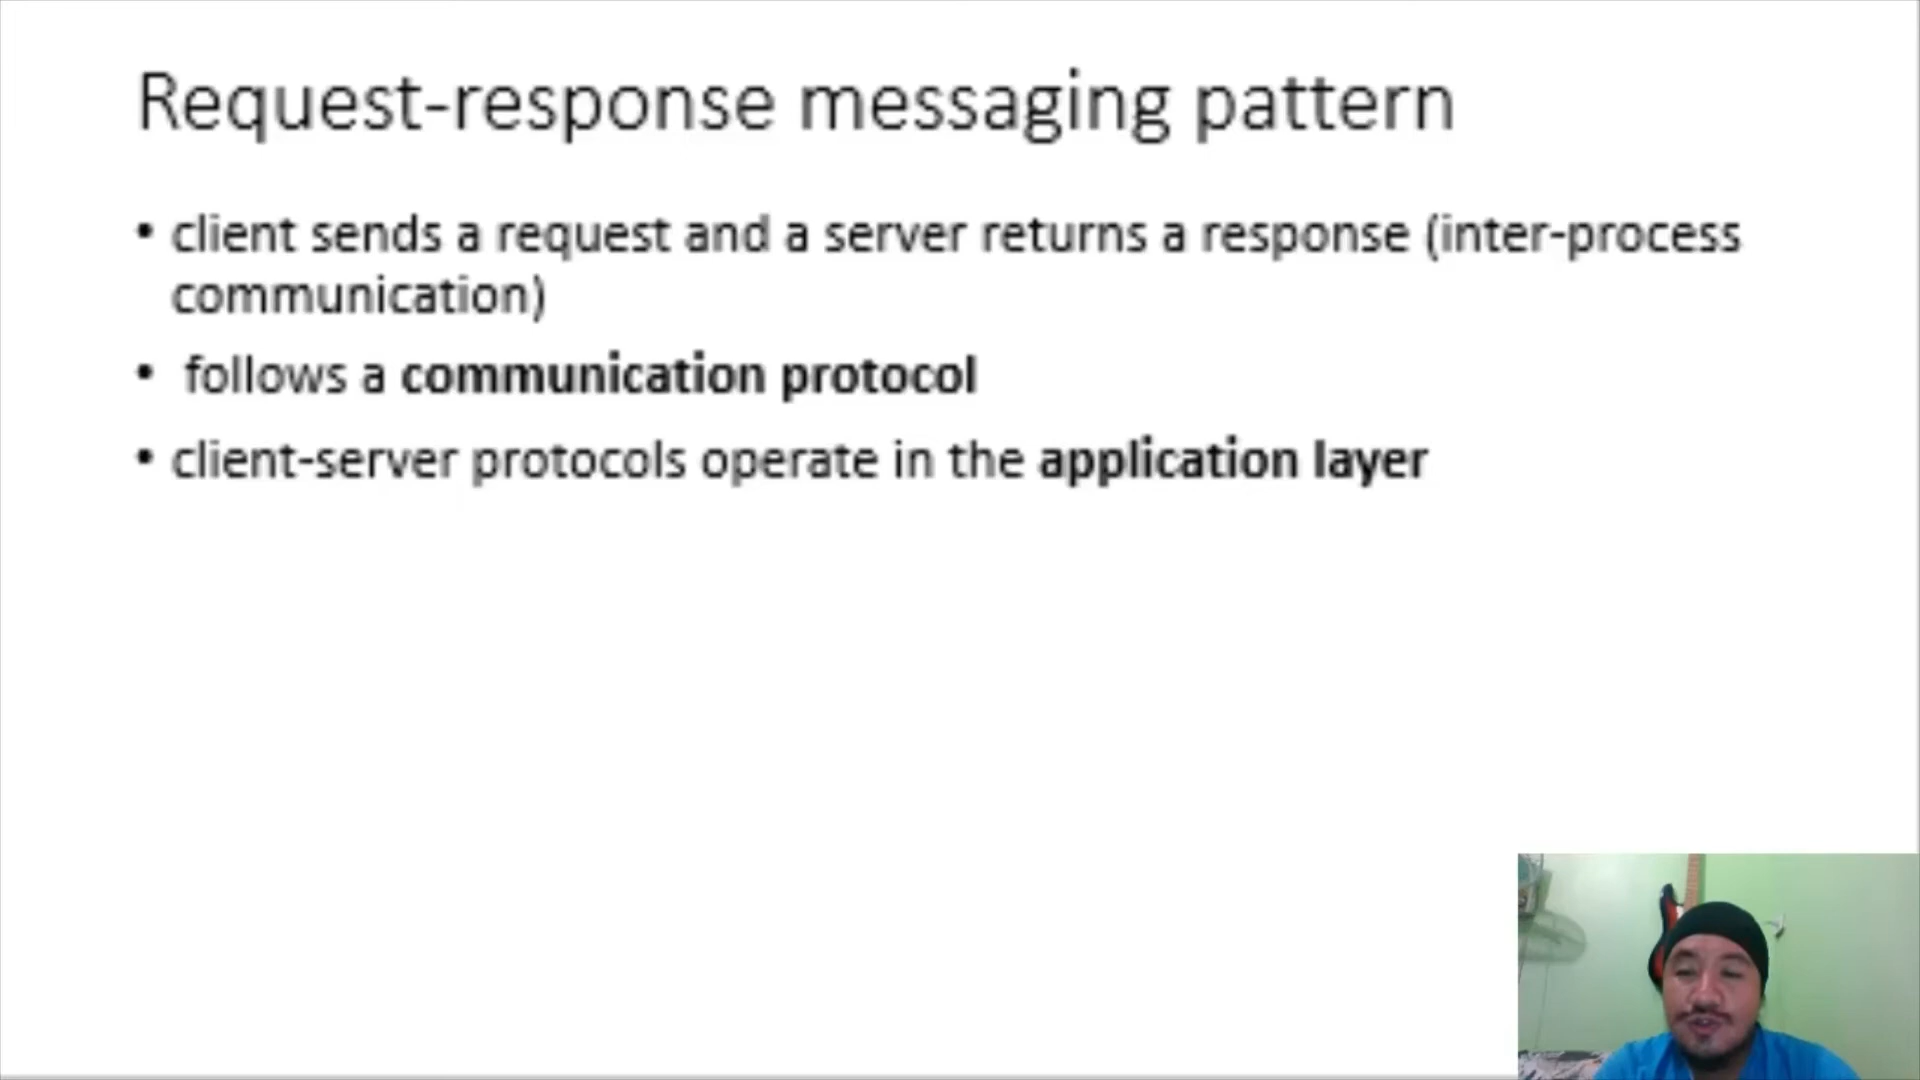 Request-response messaging pattern
• client sends a request and a server returns a response (inter-process
communication)
• follows a communication protocol
• client-server protocols operate in the application layer